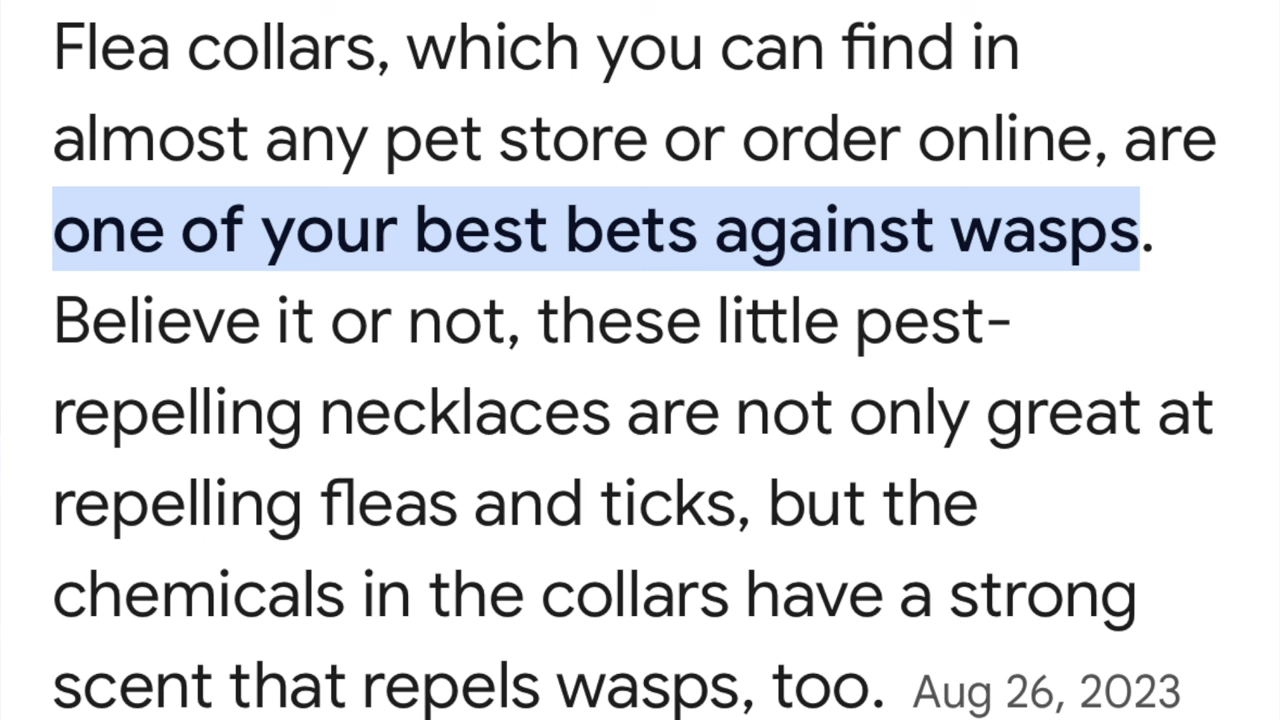 Flea collars, which you can find in
almost any pet store or order online, are
one of your best bets against wasps.
Believe it or not, these little pest-
repelling necklaces are not only great at
repelling fleas and ticks, but the
chemicals in the collars have a strong
scent that repels wasps, too. Aug 26, 2023